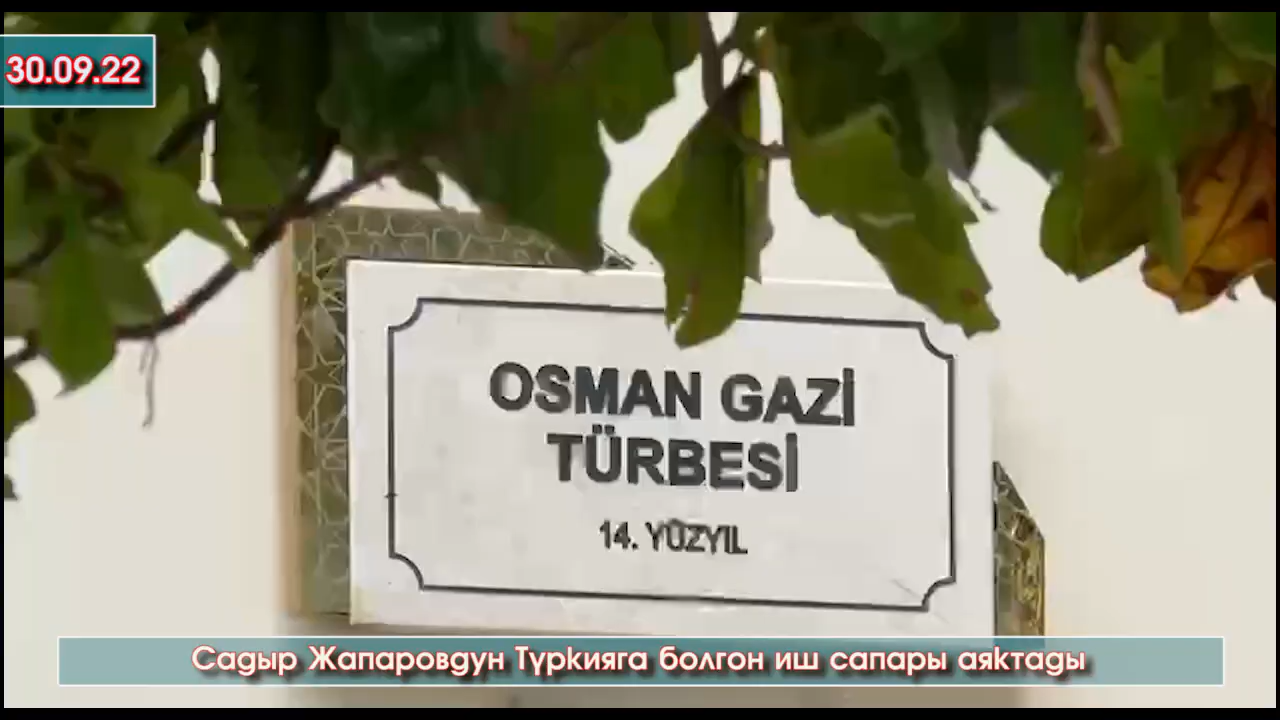 30.09.22
OSMAN GAZİ
TÜRBESİ
14. YÜZYIL
Садыр Жапаровдун Түркияга болгон иш сапары аяктады